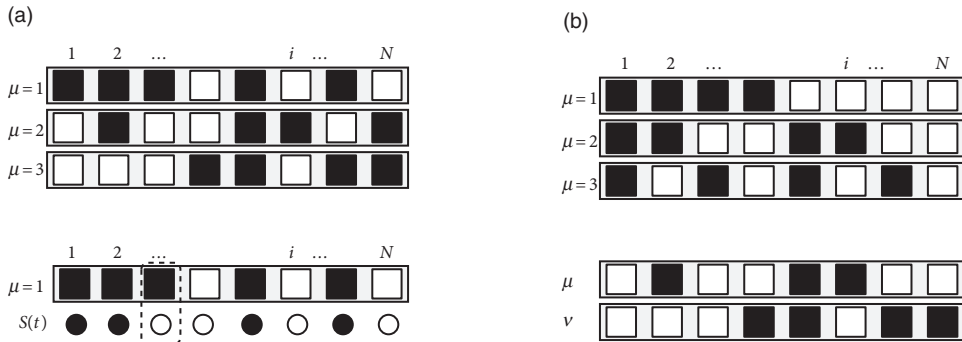 (a)
1 2 … i … N
μ = 1
μ = 2
μ = 3
1 2 … i … N
μ = 1
S(t)
(b)
1 2 … i … N
μ = 1
μ = 2
μ = 3
μ
ν